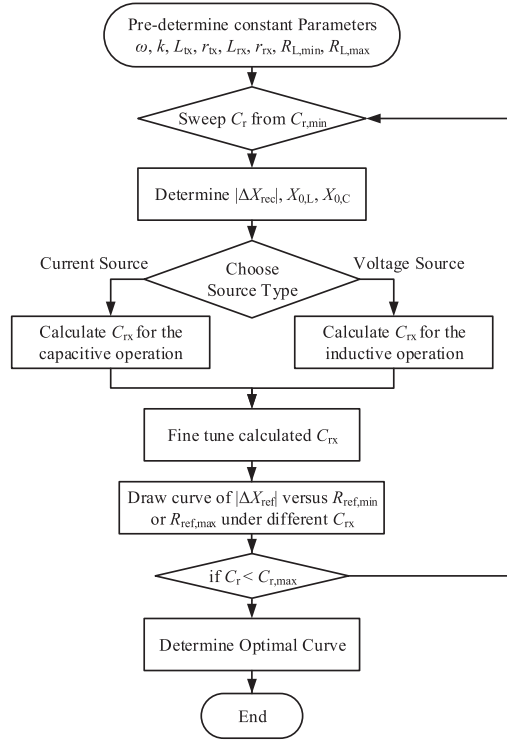 Pre-determine constant Parameters
ω, k, Ltx, rtx, Lrx, rrx, RL,min, RL,max
Sweep Cr from Cr,min
Determine |ΔXrec|, X0,L, X0,C
Current Source
Choose
Source Type
Voltage Source
Calculate Crx for the
capacitive operation
Calculate Crx for the
inductive operation
Fine tune calculated Crx
Draw curve of |ΔXref| versus Rref,min
or Rref,max under different Crx
if Cr < Cr,max
Determine Optimal Curve
End